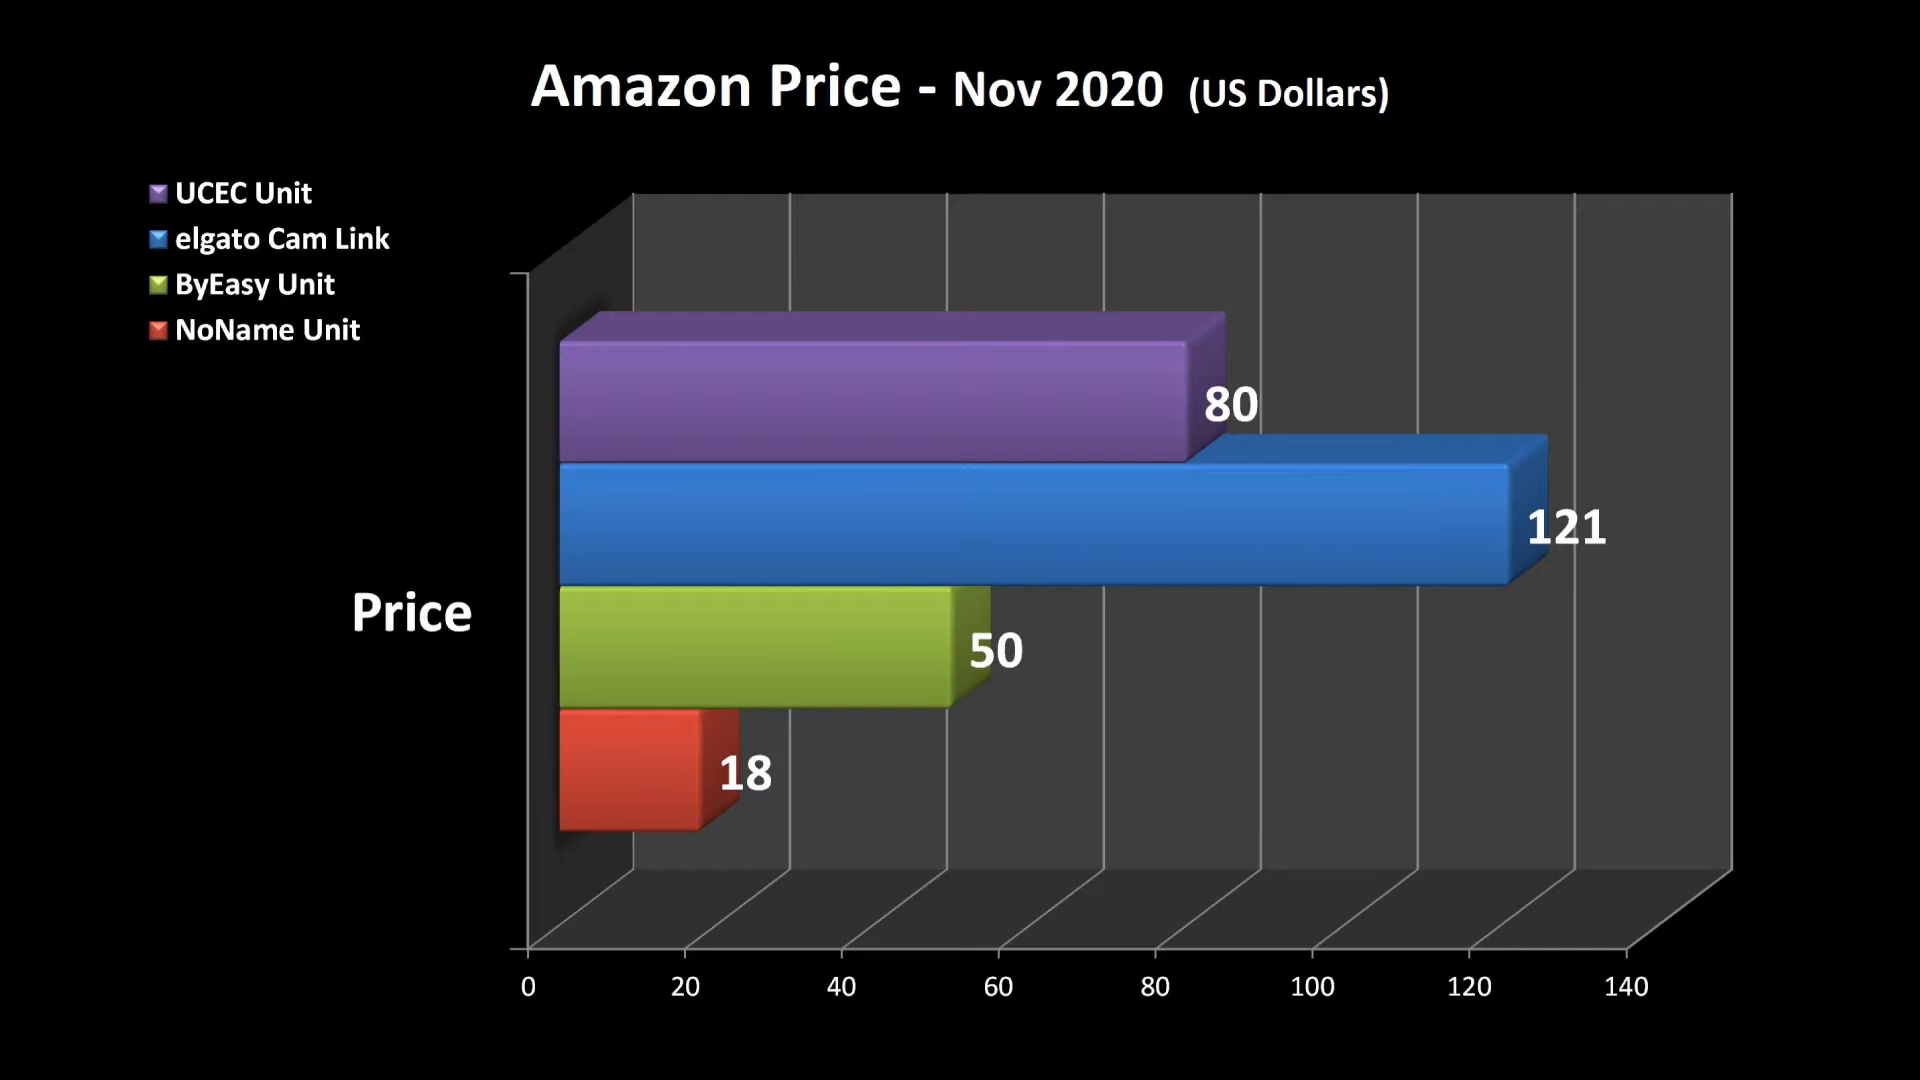 Amazon Price - Nov 2020 (US Dollars)
UCEC Unit
elgato Cam Link
ByEasy Unit
NoName Unit
80
121
50
18
Price
0 20 40 60 80 100 120 140